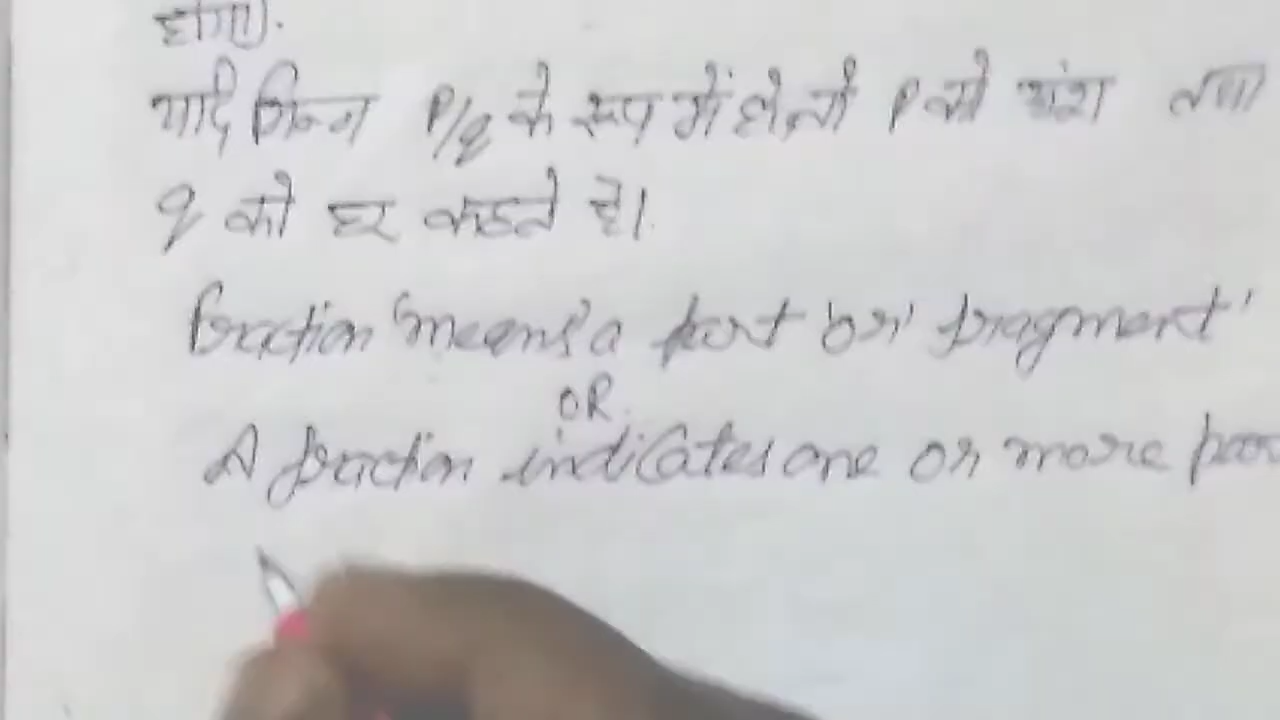 होगा।
यदि भिन्न P/q के रूप में हो तो P को अंश तथा
q को हर कहते है।
Fraction 'means' a part or 'fragment'
OR
A fraction indicates one or more